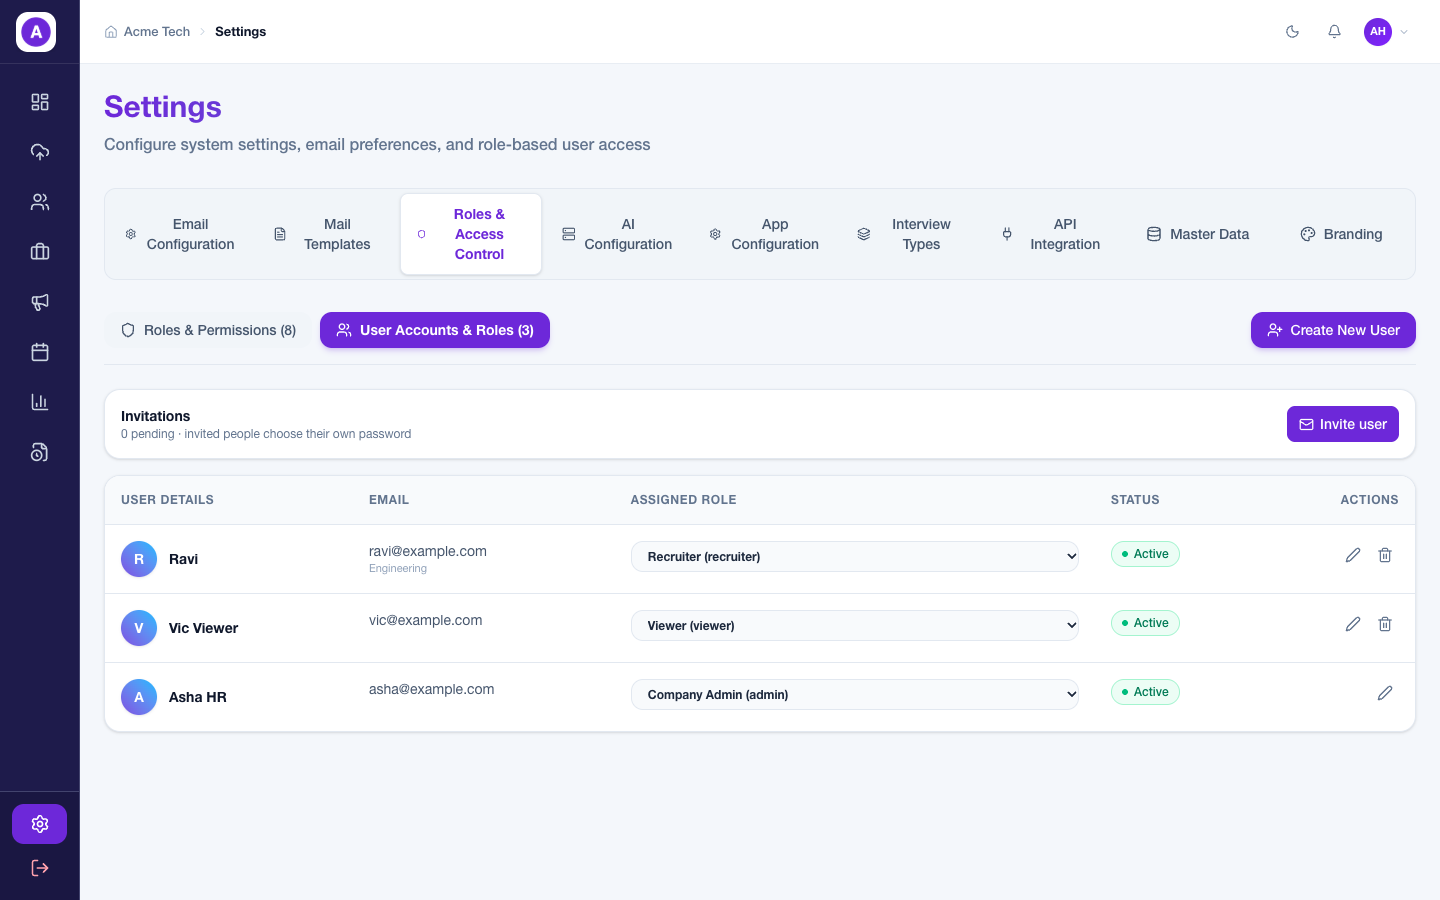 A
Acme Tech
Settings
AH
Settings
Configure system settings, email preferences, and role-based user access
Email
Configuration
Mail
Templates
Roles &
Access
Control
AI
Configuration
App
Configuration
Interview
Types
API
Integration
Master Data
Branding
Roles & Permissions (8)
User Accounts & Roles (3)
Create New User
Invitations
0 pending · invited people choose their own password
Invite user
USER DETAILS
EMAIL
ASSIGNED ROLE
STATUS
ACTIONS
R
Ravi
ravi@example.com
Engineering
Recruiter (recruiter)
Active
V
Vic Viewer
vic@example.com
Viewer (viewer)
Active
A
Asha HR
asha@example.com
Company Admin (admin)
Active